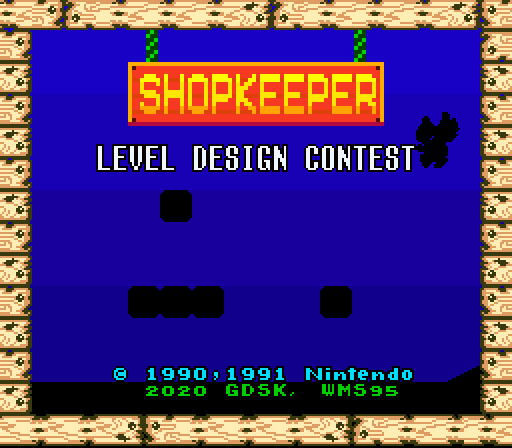 SHOPKEEPER
LEVEL DESIGN CONTEST
© 1990,1991 Nintendo
2020 GDSK, WMS95